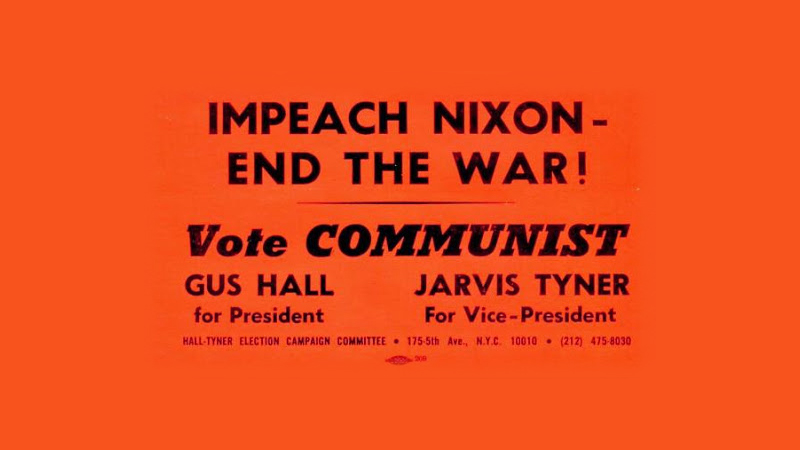 IMPEACH NIXON -
END THE WAR!
Vote COMMUNIST
GUS HALL JARVIS TYNER
for President For Vice-President
HALL-TYNER ELECTION CAMPAIGN COMMITTEE • 175-5th Ave., N.Y.C. 10010 • (212) 475-8030
209